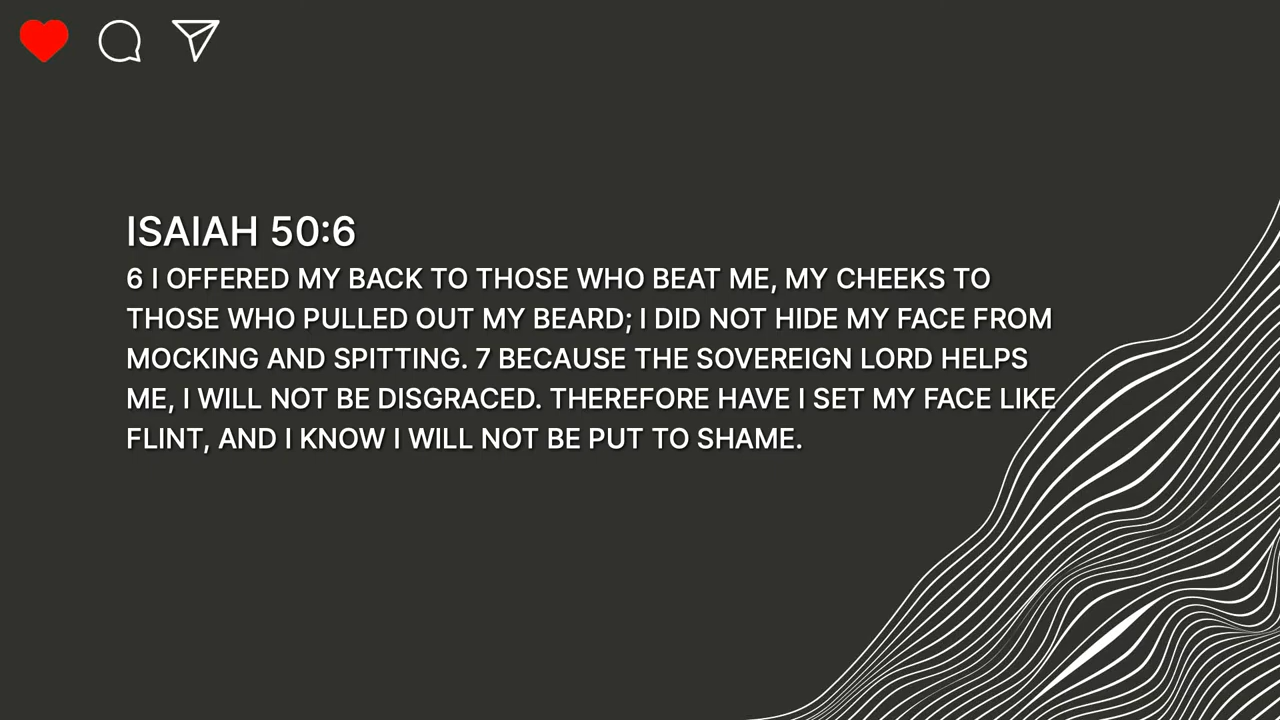 ISAIAH 50:6
6 I OFFERED MY BACK TO THOSE WHO BEAT ME, MY CHEEKS TO
THOSE WHO PULLED OUT MY BEARD; I DID NOT HIDE MY FACE FROM
MOCKING AND SPITTING. 7 BECAUSE THE SOVEREIGN LORD HELPS
ME, I WILL NOT BE DISGRACED. THEREFORE HAVE I SET MY FACE LIKE
FLINT, AND I KNOW I WILL NOT BE PUT TO SHAME.